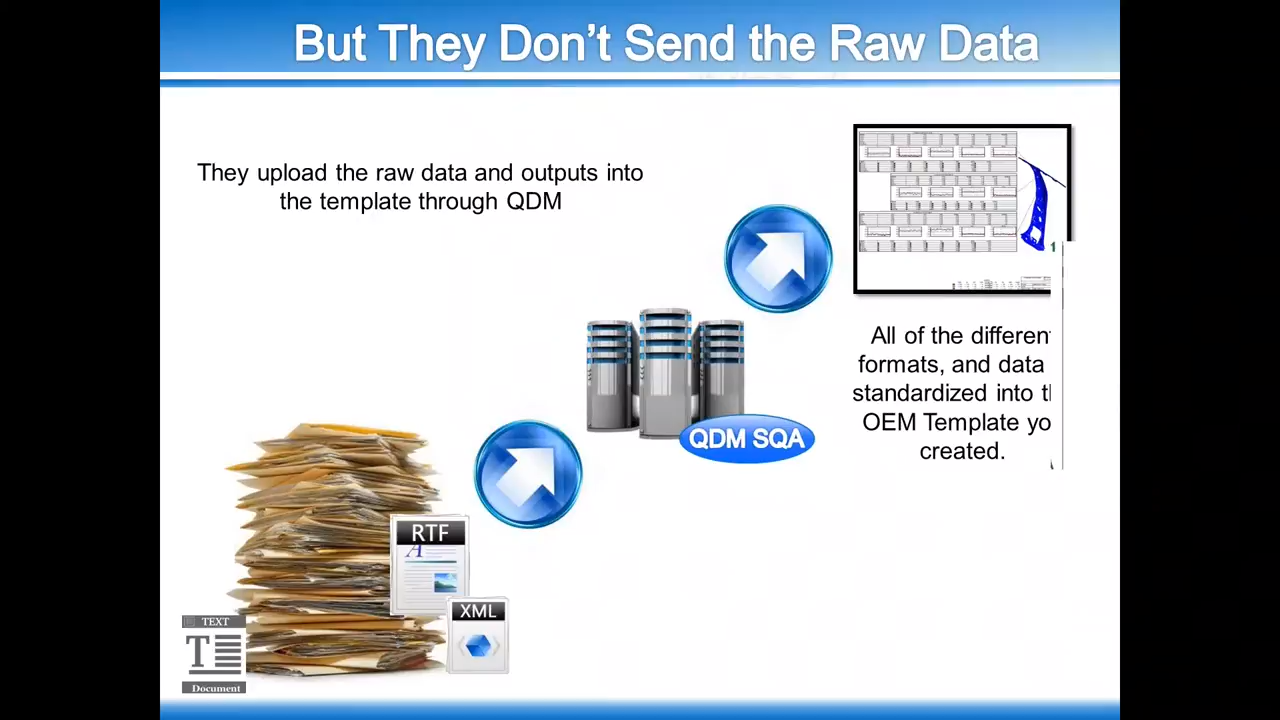 But They Don't Send the Raw Data
They upload the raw data and outputs into
the template through QDM
All of the differen
formats, and data
standardized into t
OEM Template yo
created.
QDM SQA
RTF
XML
TEXT
T
Document